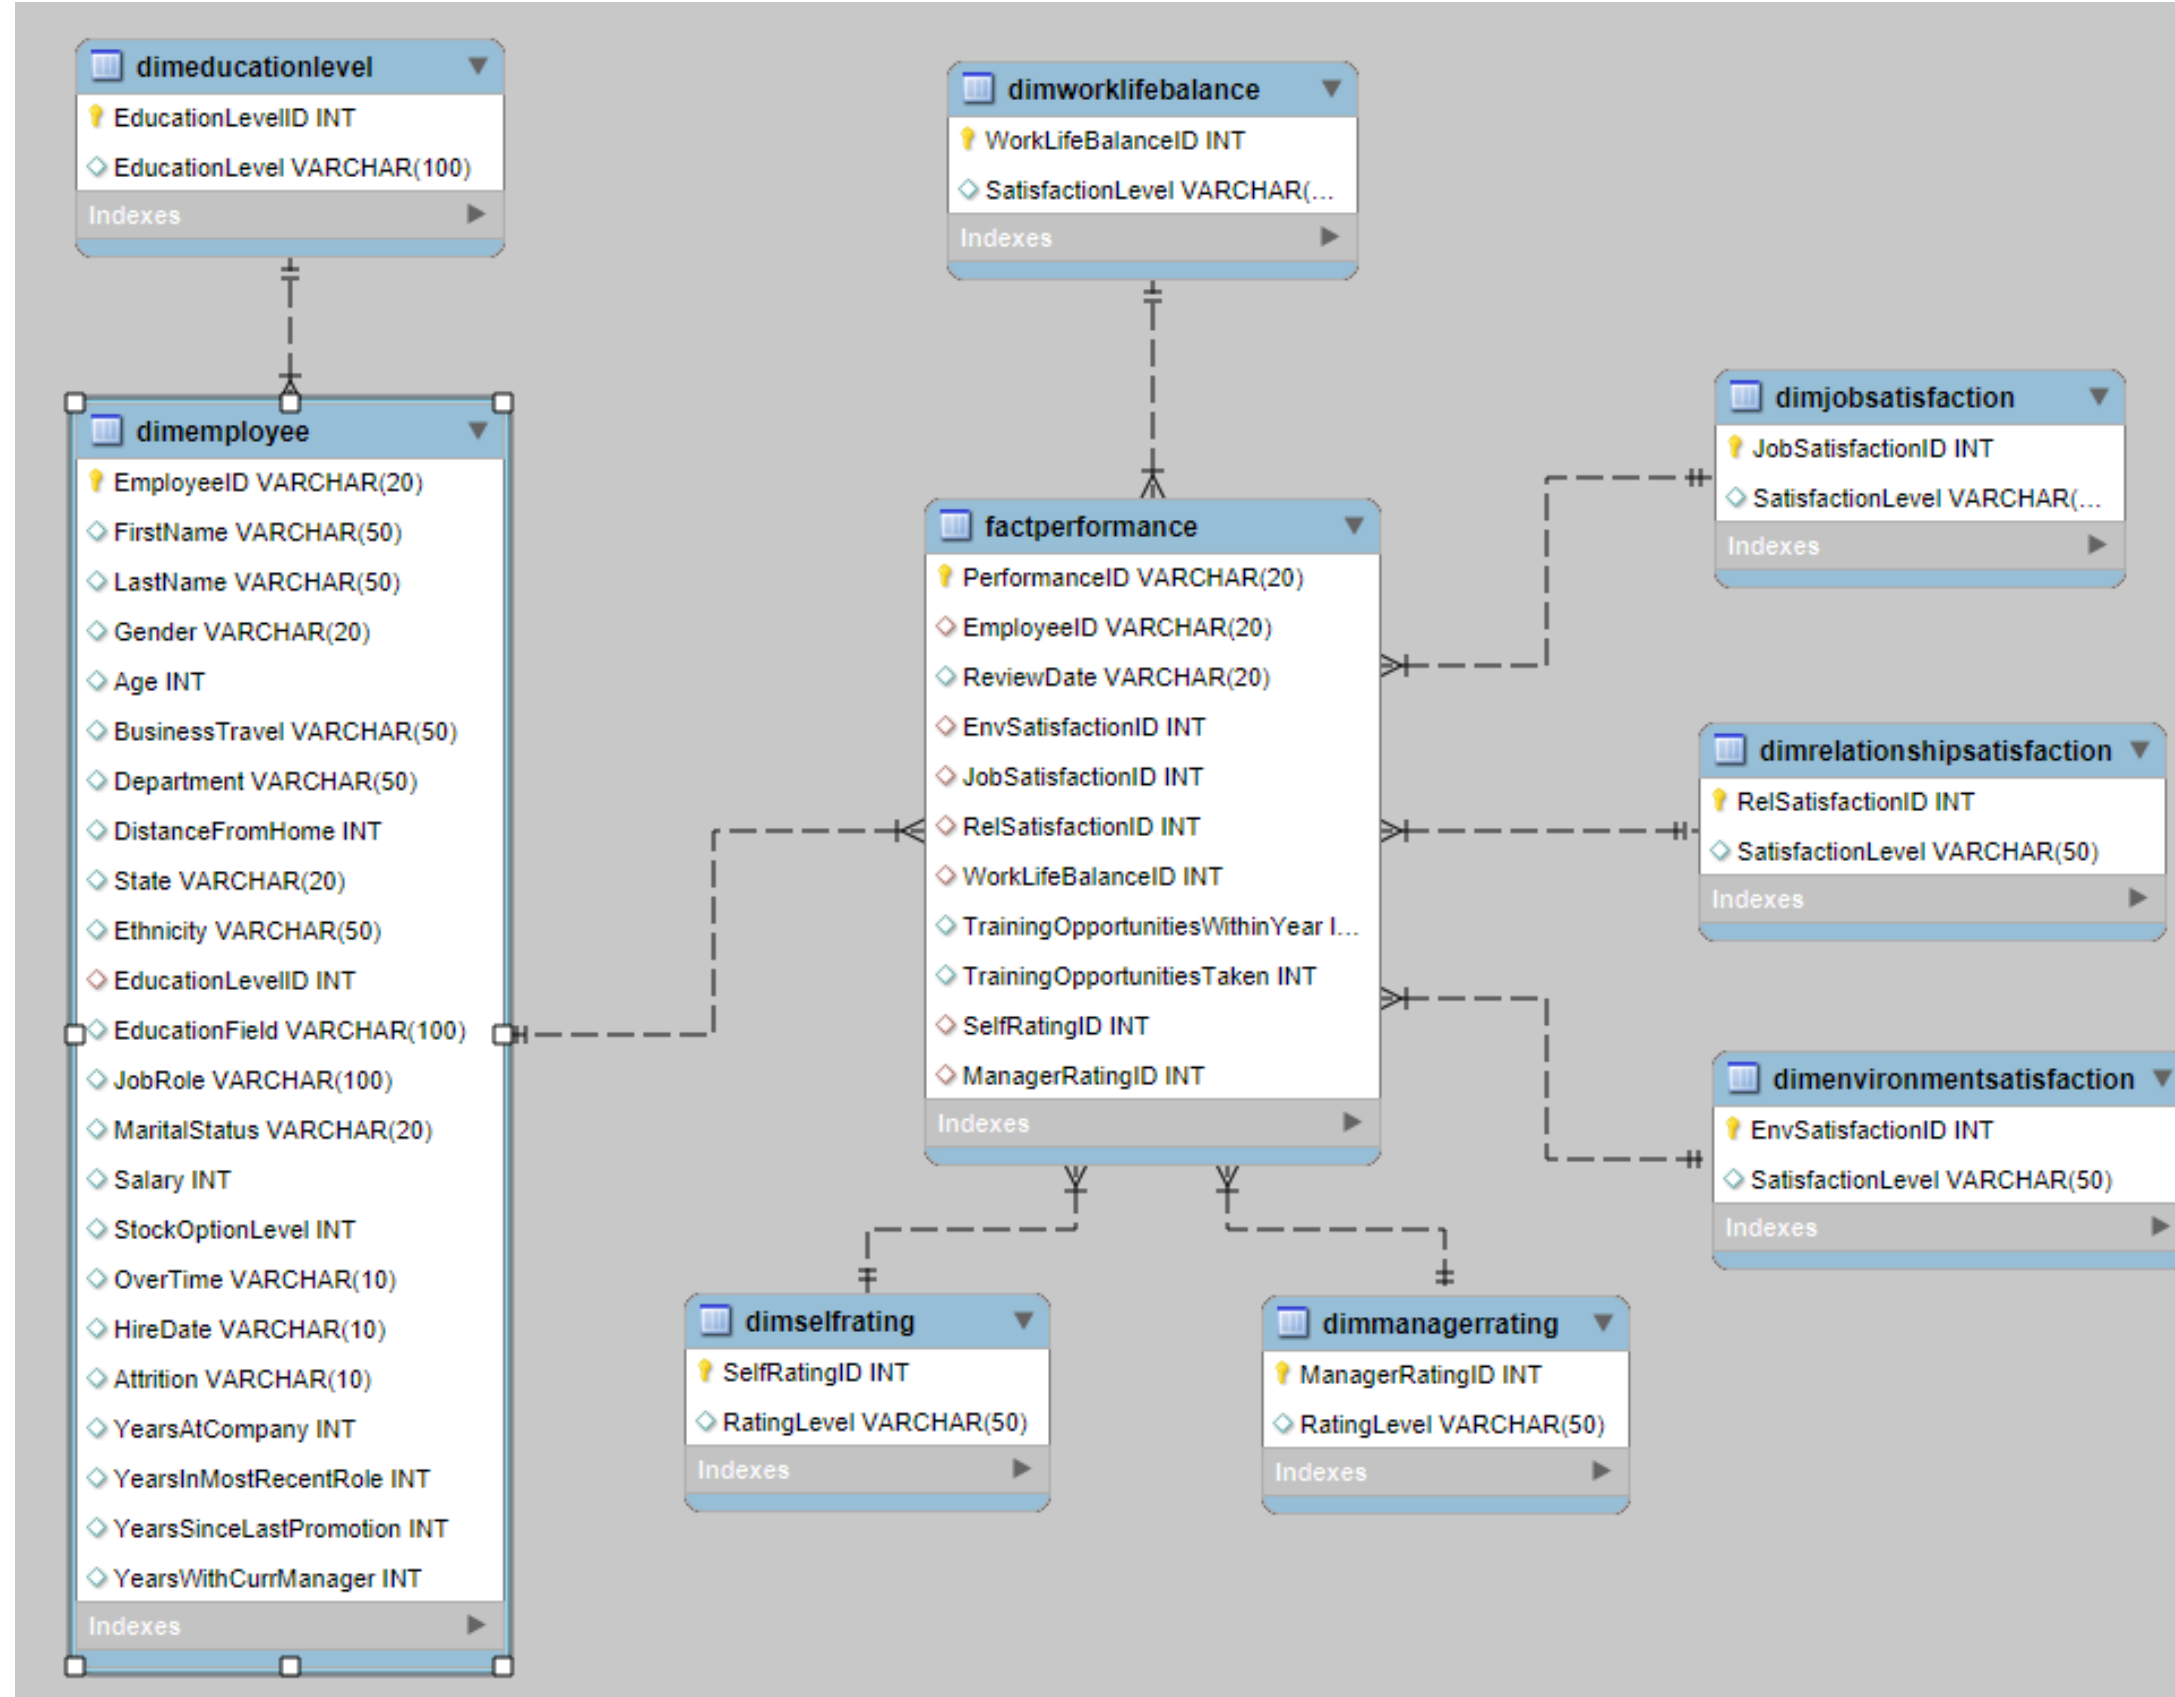 dimeducationlevel
EducationLevelID INT
EducationLevel VARCHAR(100)
Indexes
dimemployee
EmployeeID VARCHAR(20)
FirstName VARCHAR(50)
LastName VARCHAR(50)
Gender VARCHAR(20)
Age INT
BusinessTravel VARCHAR(50)
Department VARCHAR(50)
DistanceFromHome INT
State VARCHAR(20)
Ethnicity VARCHAR(50)
EducationLevelID INT
EducationField VARCHAR(100)
JobRole VARCHAR(100)
MaritalStatus VARCHAR(20)
Salary INT
StockOptionLevel INT
OverTime VARCHAR(10)
HireDate VARCHAR(10)
Attrition VARCHAR(10)
YearsAtCompany INT
YearsInMostRecentRole INT
YearsSinceLastPromotion INT
YearsWithCurrManager INT
Indexes
dimworklifebalance
WorkLifeBalanceID INT
SatisfactionLevel VARCHAR(...
Indexes
factperformance
PerformanceID VARCHAR(20)
EmployeeID VARCHAR(20)
ReviewDate VARCHAR(20)
EnvSatisfactionID INT
JobSatisfactionID INT
RelSatisfactionID INT
WorkLifeBalanceID INT
TrainingOpportunitiesWithinYear I...
TrainingOpportunitiesTaken INT
SelfRatingID INT
ManagerRatingID INT
Indexes
dimselfrating
SelfRatingID INT
RatingLevel VARCHAR(50)
Indexes
dimmanagerrating
ManagerRatingID INT
RatingLevel VARCHAR(50)
Indexes
dimjobsatisfaction
JobSatisfactionID INT
SatisfactionLevel VARCHAR(...
Indexes
dimrelationshipsatisfaction
RelSatisfactionID INT
SatisfactionLevel VARCHAR(50)
Indexes
dimenvironmentsatisfaction
EnvSatisfactionID INT
SatisfactionLevel VARCHAR(50)
Indexes